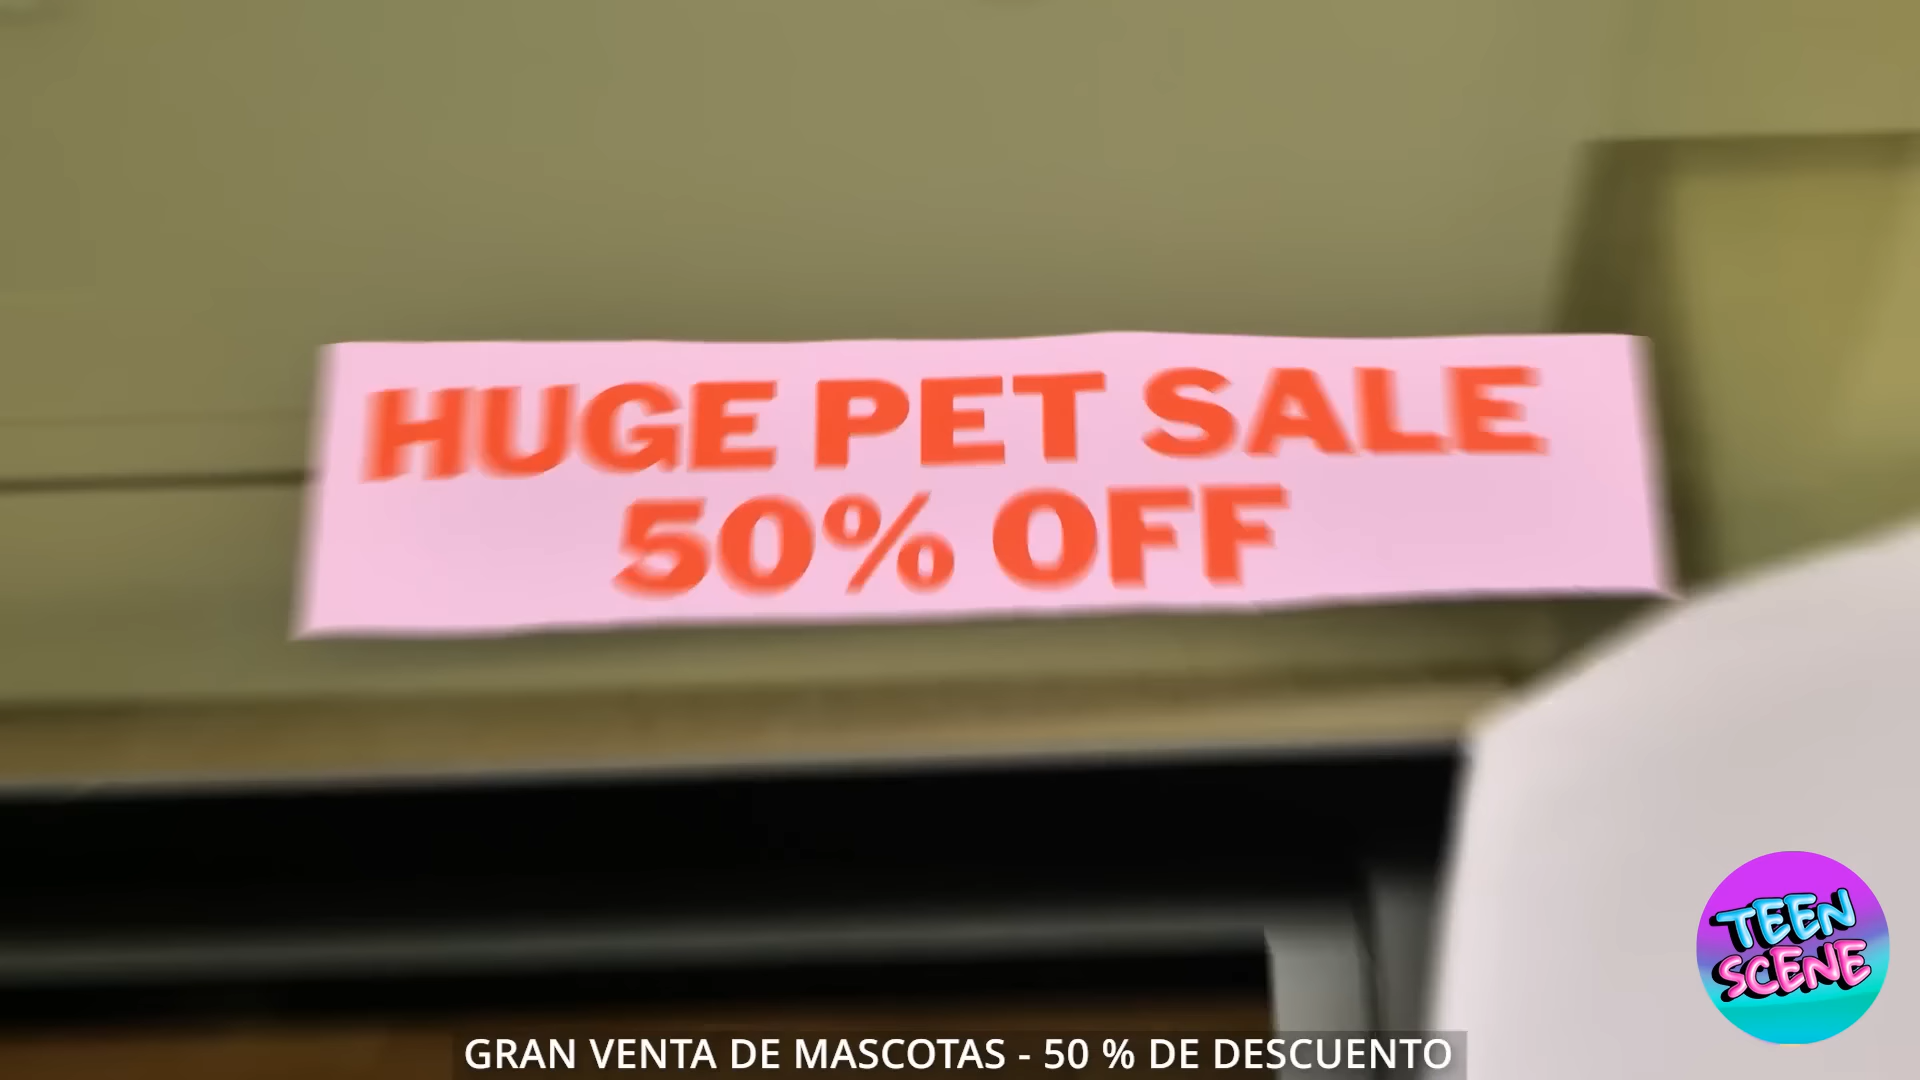 HUGE PET SALE
50% OFF
TEEN
SCENE
GRAN VENTA DE MASCOTAS - 50 % DE DESCUENTO